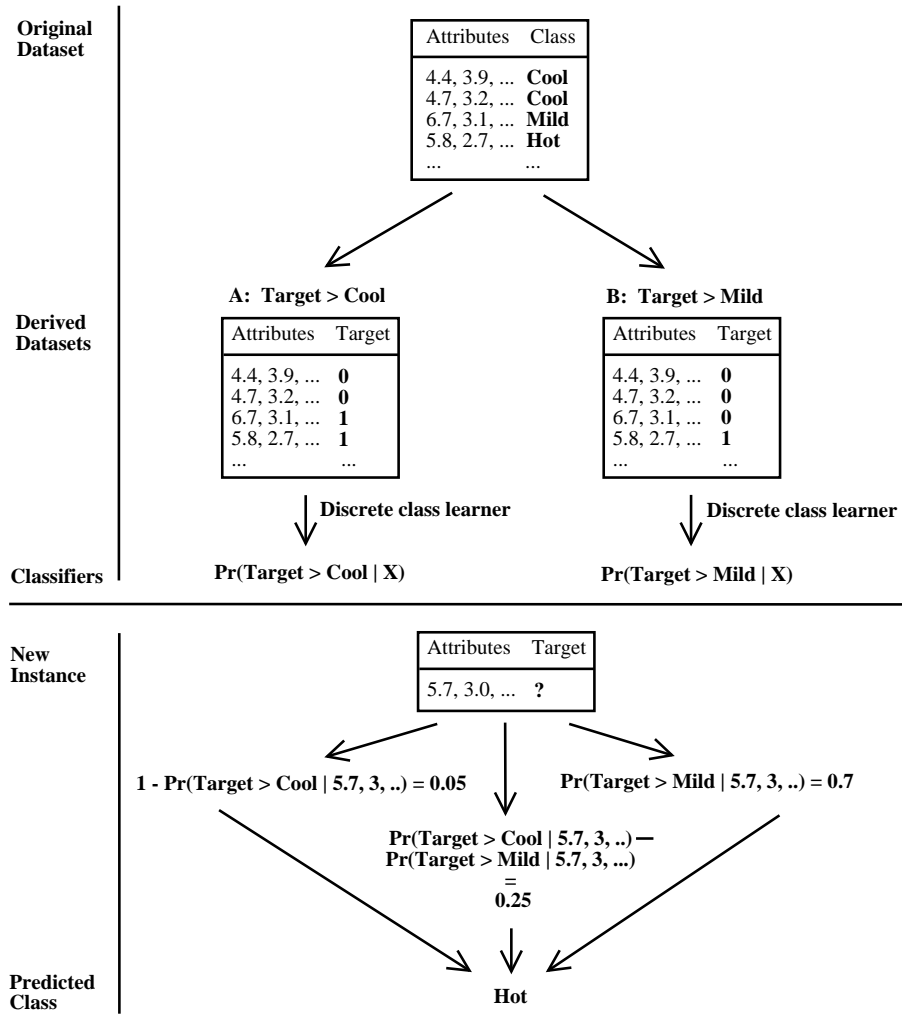 Original
Dataset
Attributes Class
4.4, 3.9, ... Cool
4.7, 3.2, ... Cool
6.7, 3.1, ... Mild
5.8, 2.7, ... Hot
... ...
Derived
Datasets
A: Target > Cool
Attributes Target
4.4, 3.9, ... 0
4.7, 3.2, ... 0
6.7, 3.1, ... 1
5.8, 2.7, ... 1
... ...
B: Target > Mild
Attributes Target
4.4, 3.9, ... 0
4.7, 3.2, ... 0
6.7, 3.1, ... 0
5.8, 2.7, ... 1
... ...
Discrete class learner
Discrete class learner
Classifiers
Pr(Target > Cool | X)
Pr(Target > Mild | X)
New
Instance
Attributes Target
5.7, 3.0, ... ?
1 - Pr(Target > Cool | 5.7, 3, ..) = 0.05
Pr(Target > Mild | 5.7, 3, ..) = 0.7
Pr(Target > Cool | 5.7, 3, ..) —
Pr(Target > Mild | 5.7, 3, ...)
=
0.25
Predicted
Class
Hot